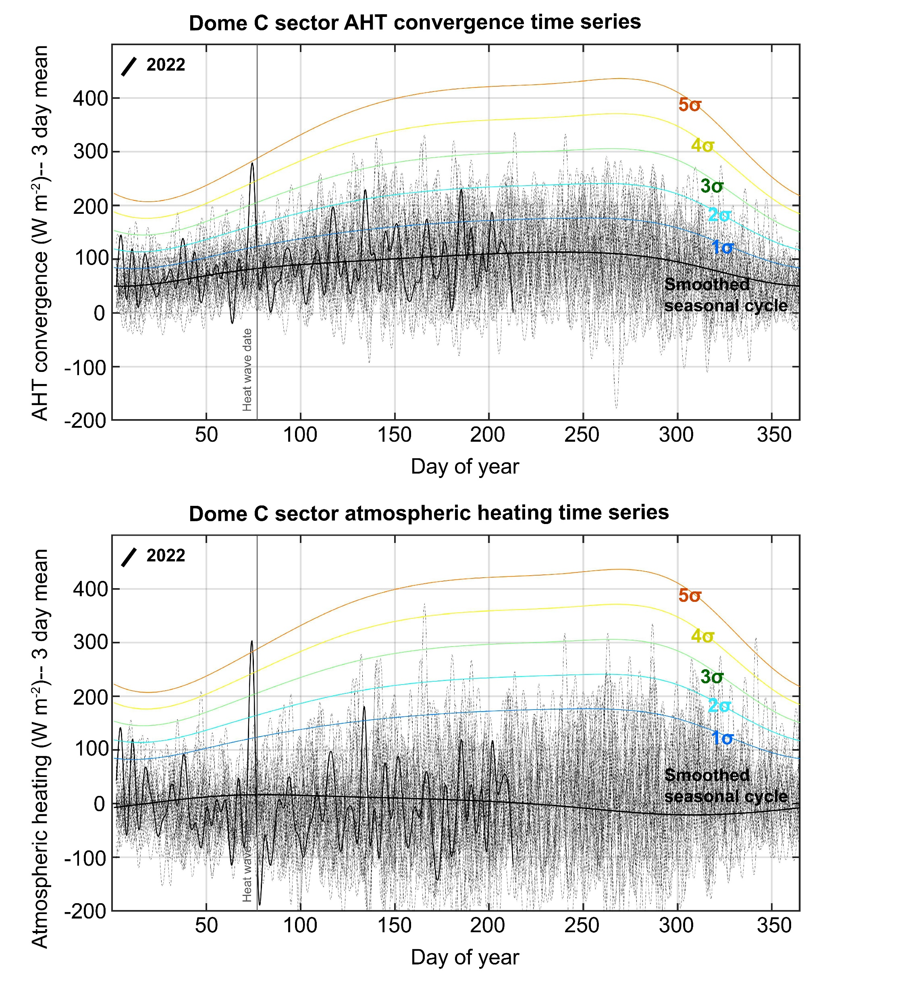 Dome C sector AHT convergence time series
AHT convergence (W m-2)-- 3 day mean
2022
400
300
200
100
0
-100
-200
5σ
4σ
3σ
2σ
1σ
Smoothed
seasonal cycle
Heat wave date
50 100 150 200 250 300 350
Day of year
Dome C sector atmospheric heating time series
Atmospheric heating (W m-2)-- 3 day mean
2022
400
300
200
100
0
-100
-200
5σ
4σ
3σ
2σ
1σ
Smoothed
seasonal cycle
Heat wave
50 100 150 200 250 300 350
Day of year